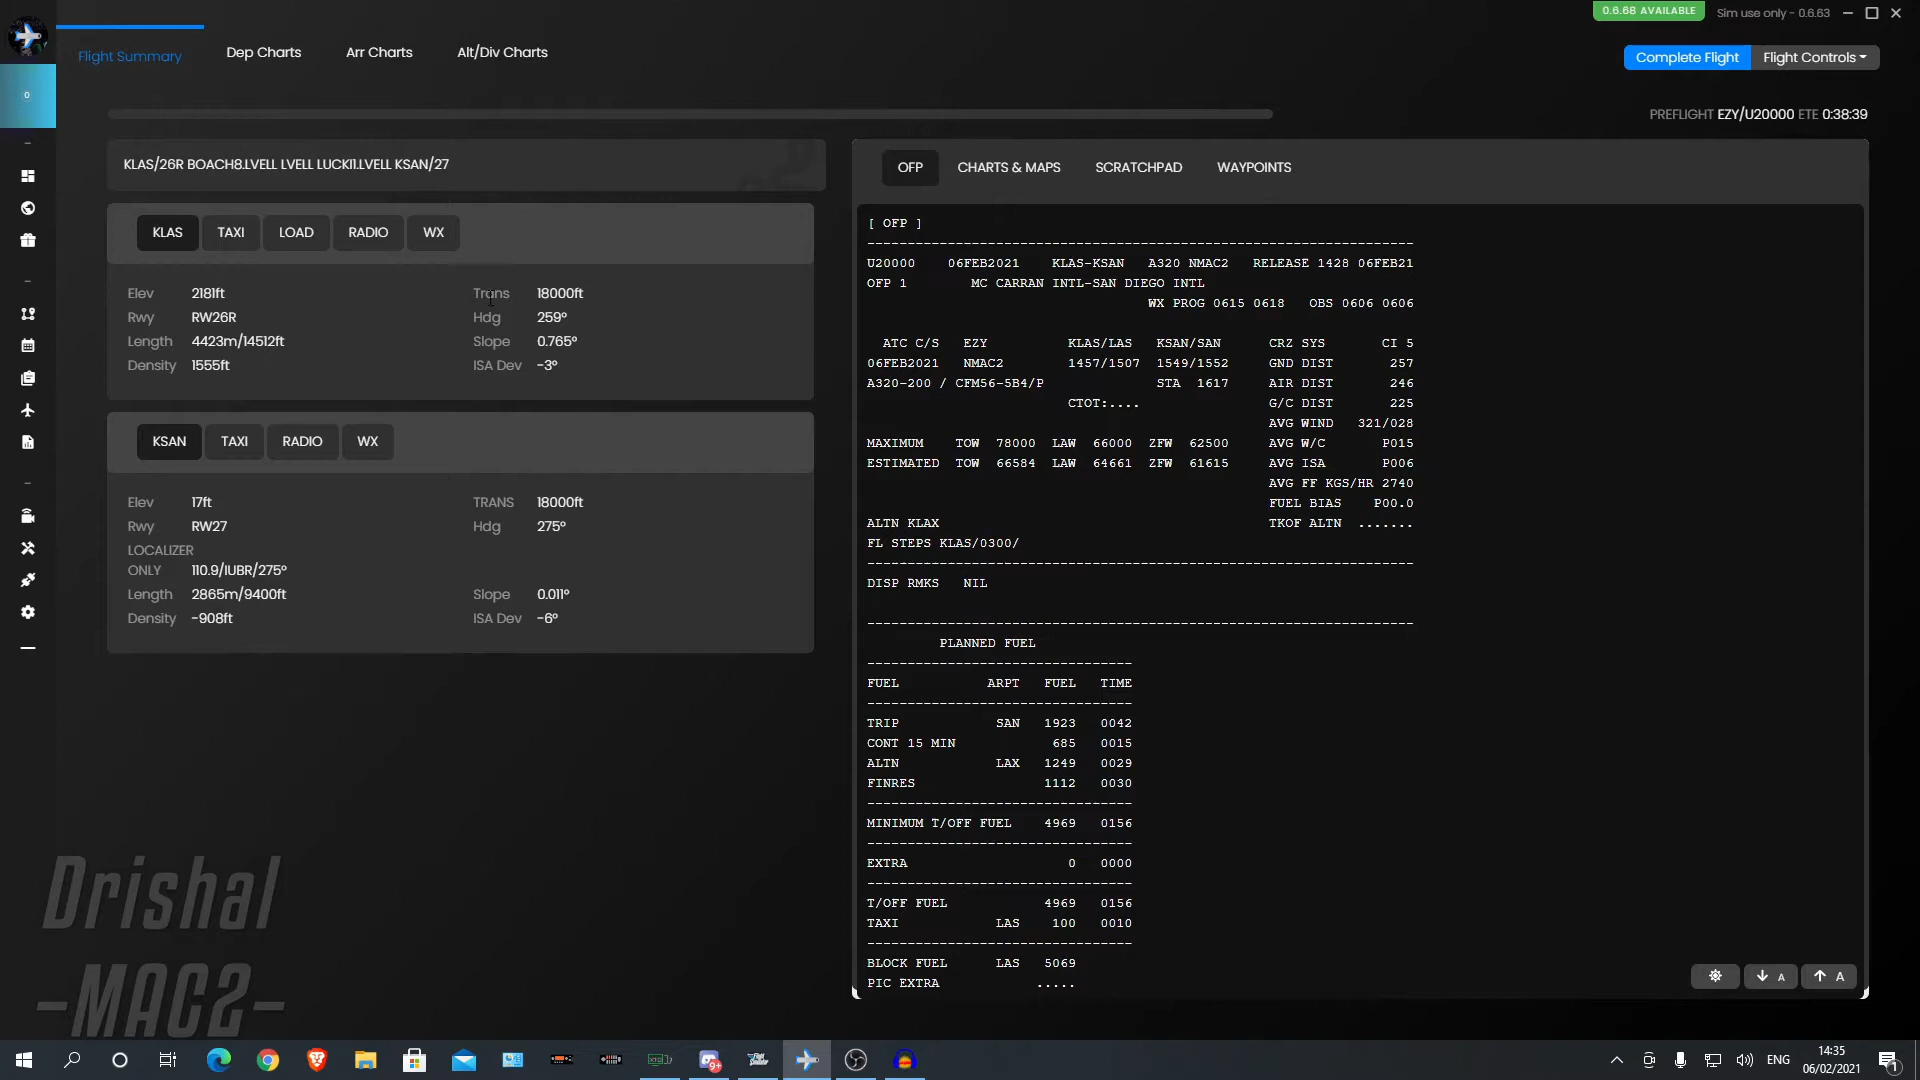 0.6.68 AVAILABLE
Sim use only - 0.6.63
Flight Summary
Dep Charts
Arr Charts
Alt/Div Charts
Complete Flight
Flight Controls
0
PREFLIGHT EZY/U20000 ETE 0:38:39
KLAS/26R BOACH8.LVELL LVELL LUCKI1.LVELL KSAN/27
KLAS TAXI LOAD RADIO WX
Elev 2181ft Trans 18000ft
Rwy RW26R Hdg 259°
Length 4423m/14512ft Slope 0.765°
Density 1555ft ISA Dev -3°
KSAN TAXI RADIO WX
Elev 17ft TRANS 18000ft
Rwy RW27 Hdg 275°
LOCALIZER
ONLY 110.9/IUBR/275°
Length 2865m/9400ft Slope 0.011°
Density -908ft ISA Dev -6°
OFP CHARTS & MAPS SCRATCHPAD WAYPOINTS
[ OFP ]
U20000 06FEB2021 KLAS-KSAN A320 NMAC2 RELEASE 1428 06FEB21
OFP 1 MC CARRAN INTL-SAN DIEGO INTL
WX PROG 0615 0618 OBS 0606 0606
ATC C/S EZY KLAS/LAS KSAN/SAN CRZ SYS CI 5
06FEB2021 NMAC2 1457/1507 1549/1552 GND DIST 257
A320-200 / CFM56-5B4/P STA 1617 AIR DIST 246
CTOT:.... G/C DIST 225
AVG WIND 321/028
MAXIMUM TOW 78000 LAW 66000 ZFW 62500 AVG W/C P015
ESTIMATED TOW 66584 LAW 64661 ZFW 61615 AVG ISA P006
AVG FF KGS/HR 2740
FUEL BIAS P00.0
ALTN KLAX TKOF ALTN .......
FL STEPS KLAS/0300/
DISP RMKS NIL
PLANNED FUEL
FUEL ARPT FUEL TIME
TRIP SAN 1923 0042
CONT 15 MIN 685 0015
ALTN LAX 1249 0029
FINRES 1112 0030
MINIMUM T/OFF FUEL 4969 0156
EXTRA 0 0000
T/OFF FUEL 4969 0156
TAXI LAS 100 0010
BLOCK FUEL LAS 5069
PIC EXTRA .....
A
A
Drishal
-MAC2-
9+
ENG
14:35
06/02/2021
1